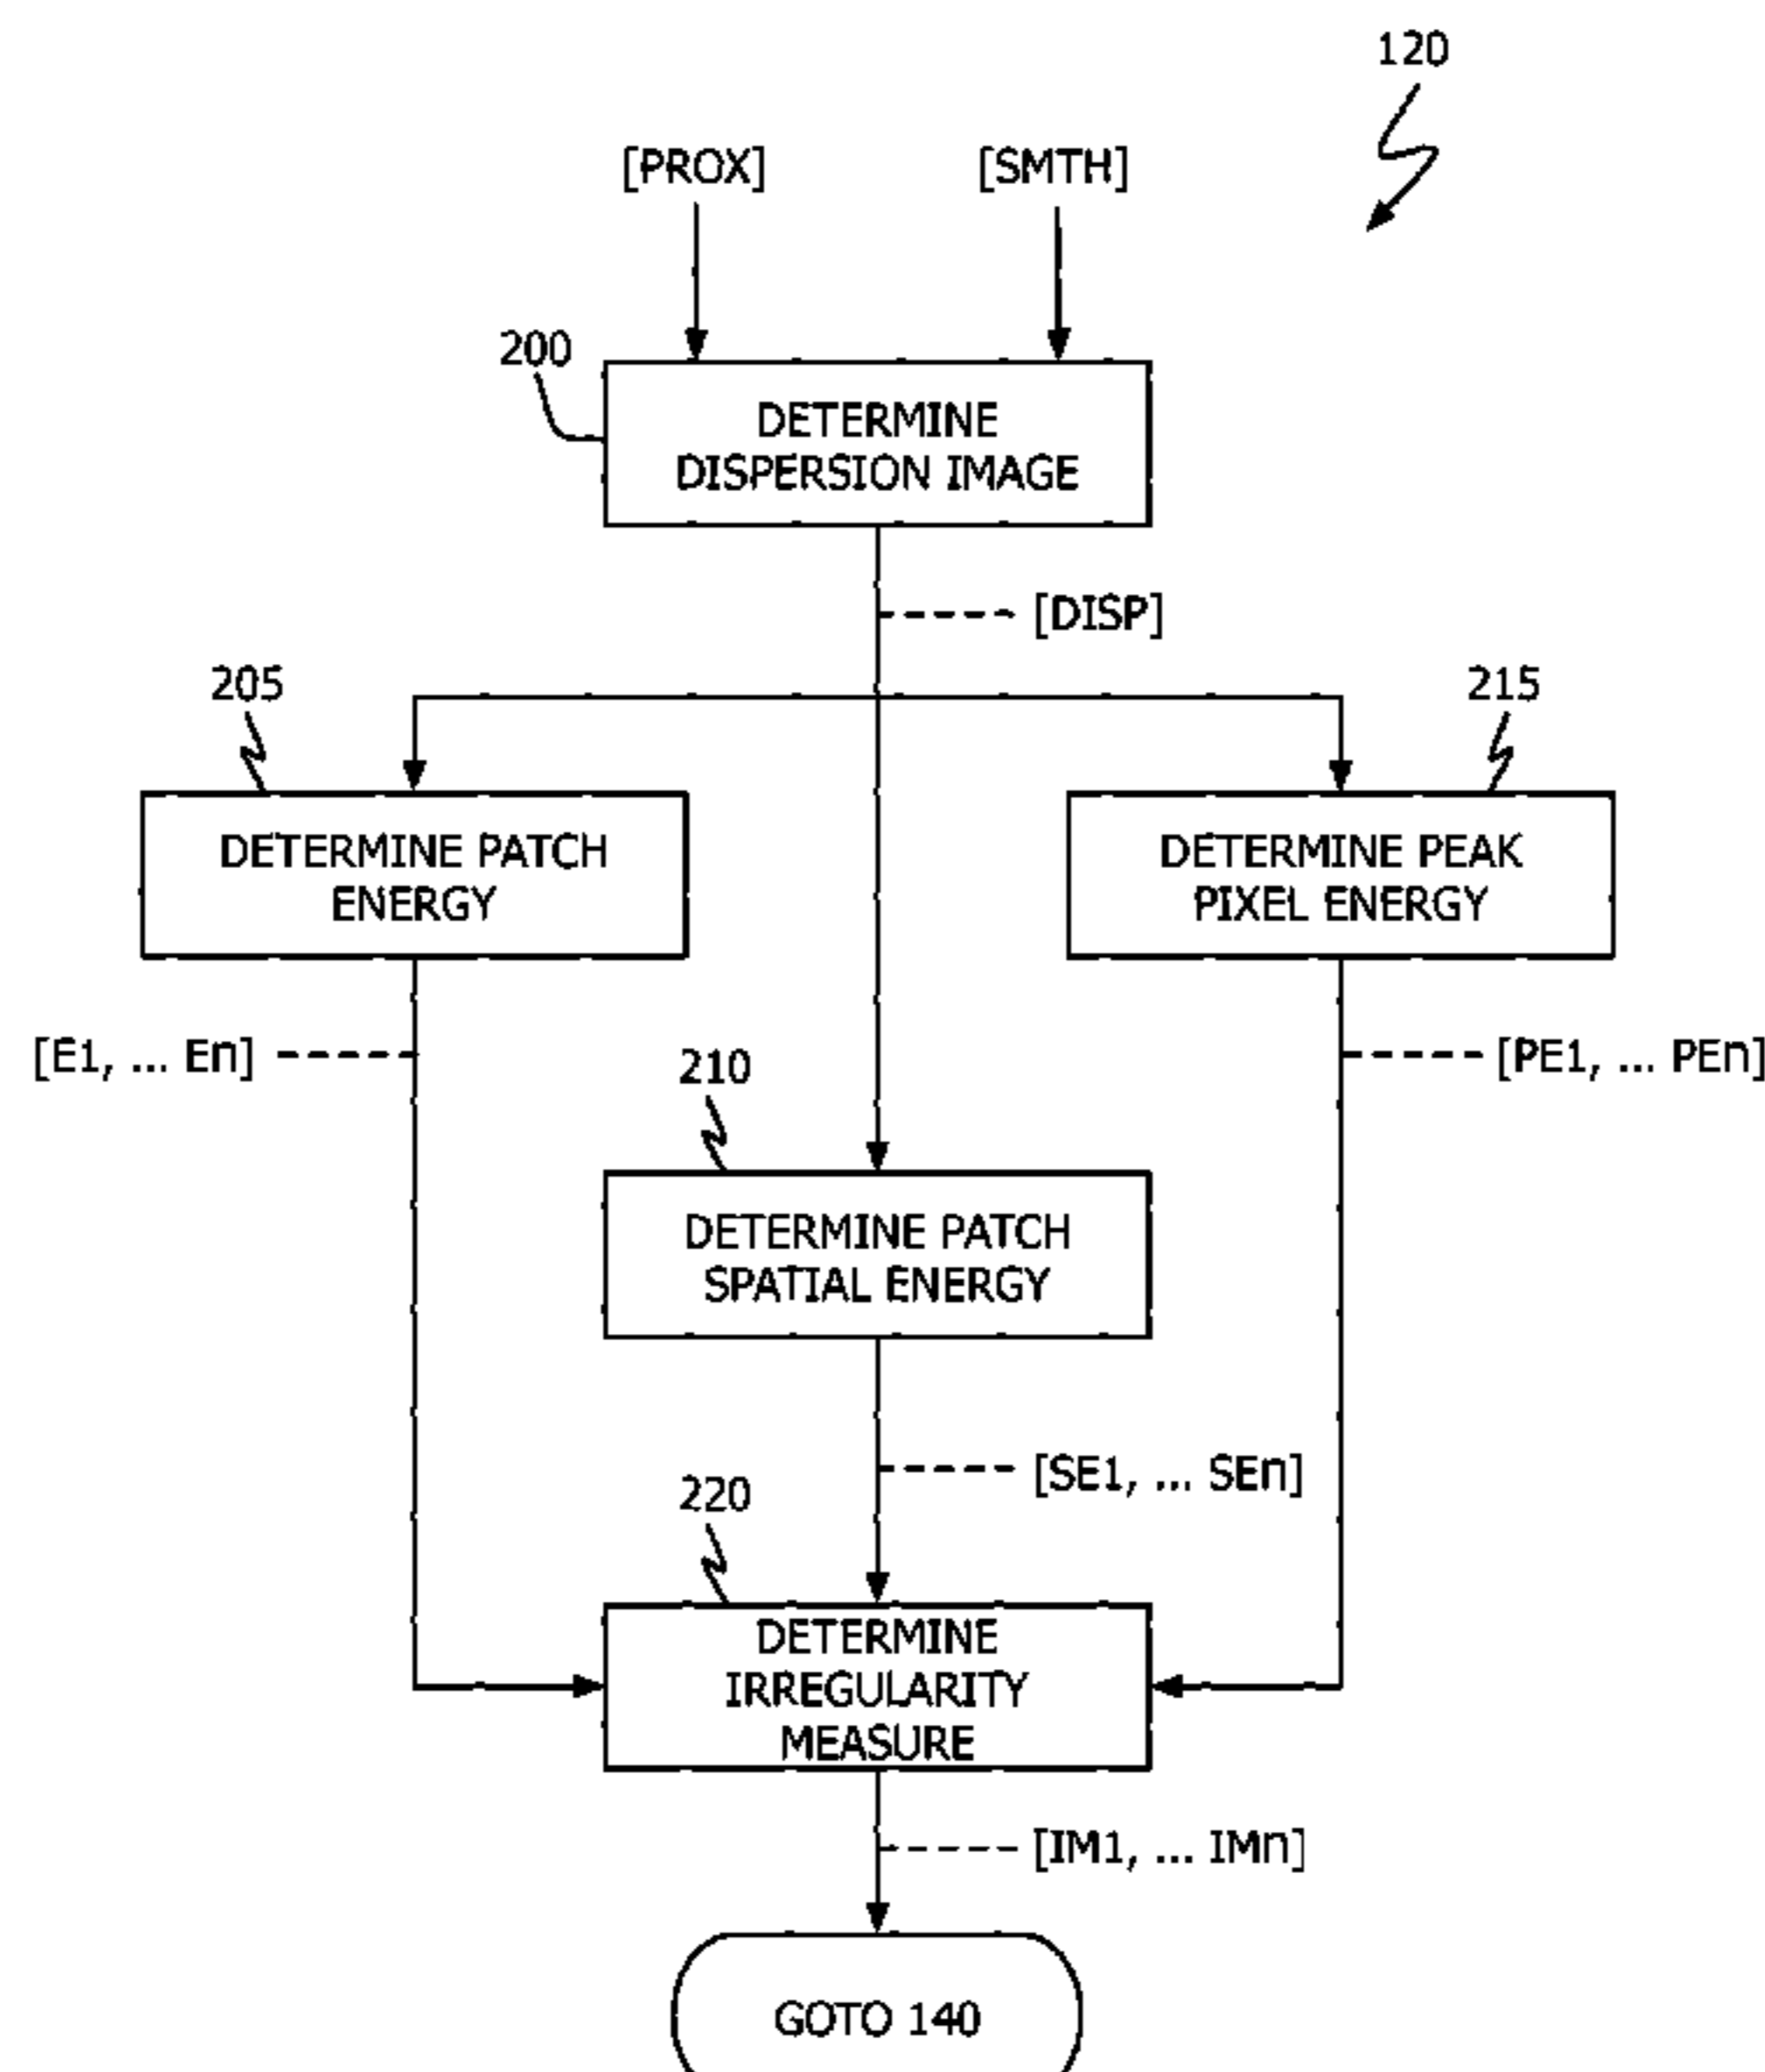 120
[PROX]
[SMTH]
200
DETERMINE
DISPERSION IMAGE
[DISP]
205
215
DETERMINE PATCH
ENERGY
DETERMINE PEAK
PIXEL ENERGY
[E1, ... En]
210
[PE1, ... PEn]
DETERMINE PATCH
SPATIAL ENERGY
[SE1, ... SEn]
220
DETERMINE
IRREGULARITY
MEASURE
[IM1, ... IMn]
GOTO 140